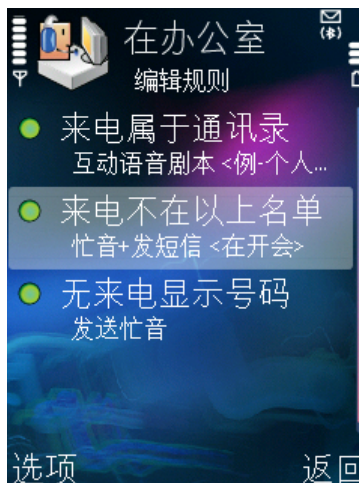 在办公室
编辑规则
来电属于通讯录
互动语音剧本 <例-个人...
来电不在以上名单
忙音+发短信 <在开会>
无来电显示号码
发送忙音
选项
返回